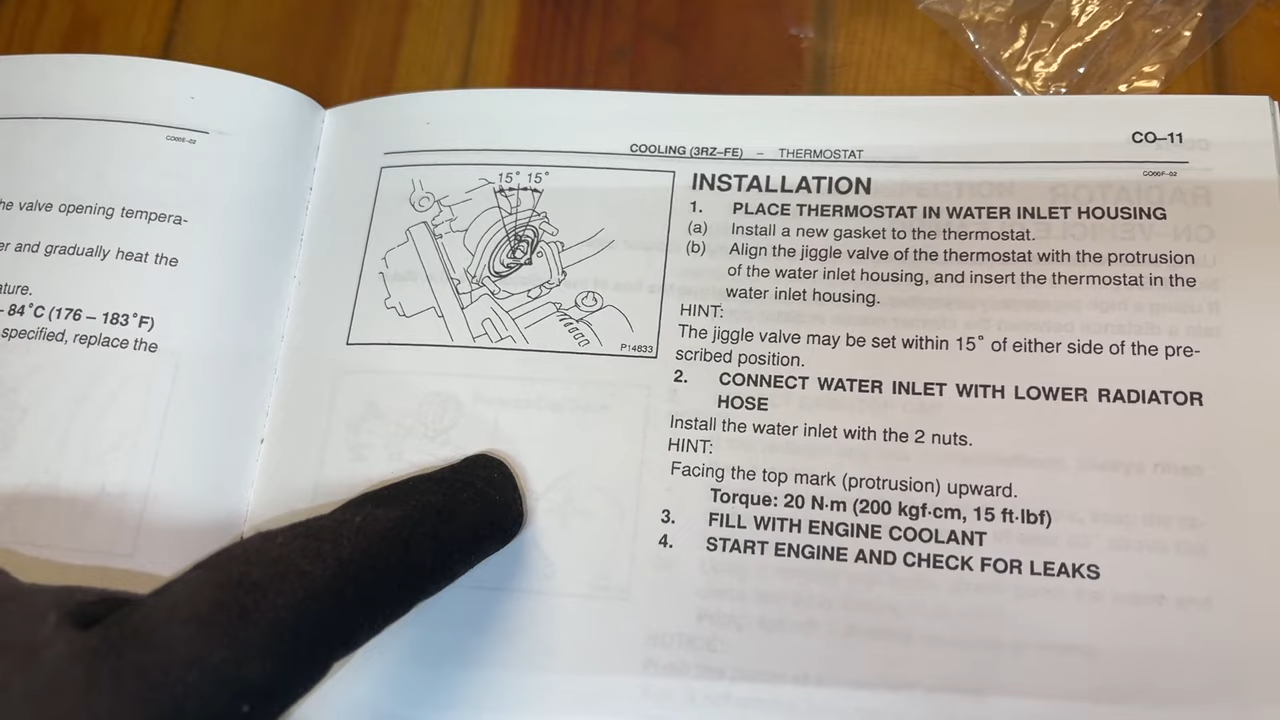 CO00E-02
he valve opening tempera-
er and gradually heat the
ature.
- 84°C (176 – 183°F)
specified, replace the
CO–11
COOLING (3RZ–FE) – THERMOSTAT
CO00F-02
15° 15°
P14833
INSTALLATION
1. PLACE THERMOSTAT IN WATER INLET HOUSING
(a) Install a new gasket to the thermostat.
(b) Align the jiggle valve of the thermostat with the protrusion
of the water inlet housing, and insert the thermostat in the
water inlet housing.
HINT:
The jiggle valve may be set within 15° of either side of the pre-
scribed position.
2. CONNECT WATER INLET WITH LOWER RADIATOR
HOSE
Install the water inlet with the 2 nuts.
HINT:
Facing the top mark (protrusion) upward.
Torque: 20 N·m (200 kgf·cm, 15 ft·lbf)
3. FILL WITH ENGINE COOLANT
4. START ENGINE AND CHECK FOR LEAKS